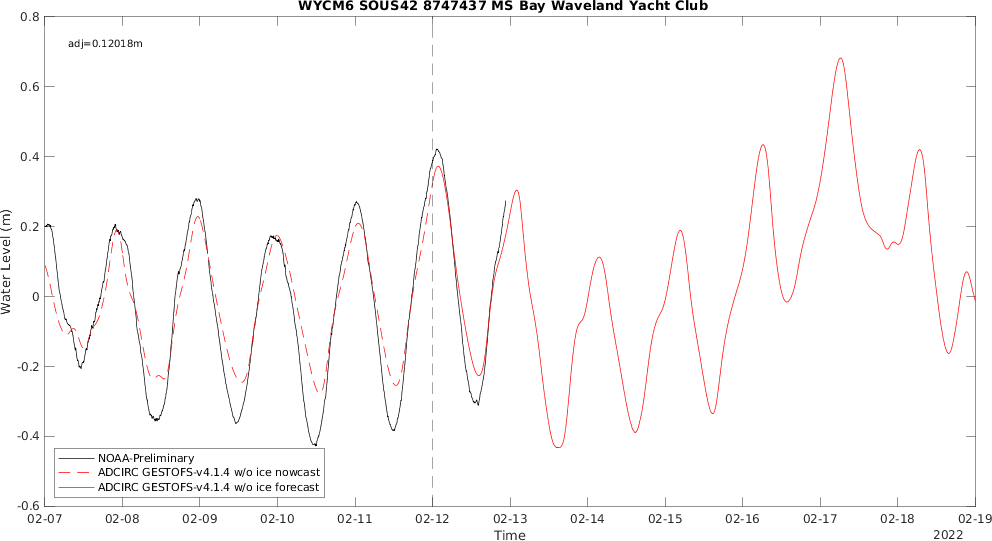 WYCM6 SOUS42 8747437 MS Bay Waveland Yacht Club
adj=0.12018m
0.8
0.6
0.4
0.2
0
-0.2
-0.4
-0.6
Water Level (m)
NOAA-Preliminary
ADCIRC GESTOFS-v4.1.4 w/o ice nowcast
ADCIRC GESTOFS-v4.1.4 w/o ice forecast
02-07 02-08 02-09 02-10 02-11 02-12 02-13 02-14 02-15 02-16 02-17 02-18 02-19
Time
2022